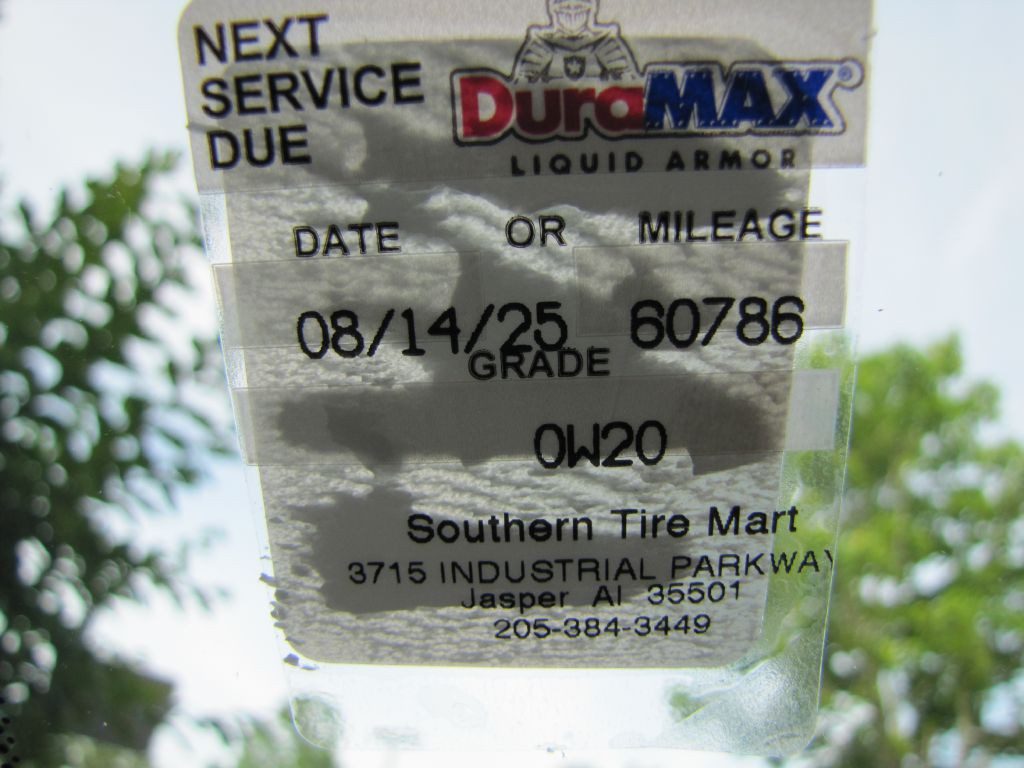 NEXT
SERVICE
DUE
DuraMAX®
LIQUID ARMOR
DATE OR MILEAGE
08/14/25 60786
GRADE
0W20
Southern Tire Mart
3715 INDUSTRIAL PARKWAY
Jasper Al 35501
205-384-3449